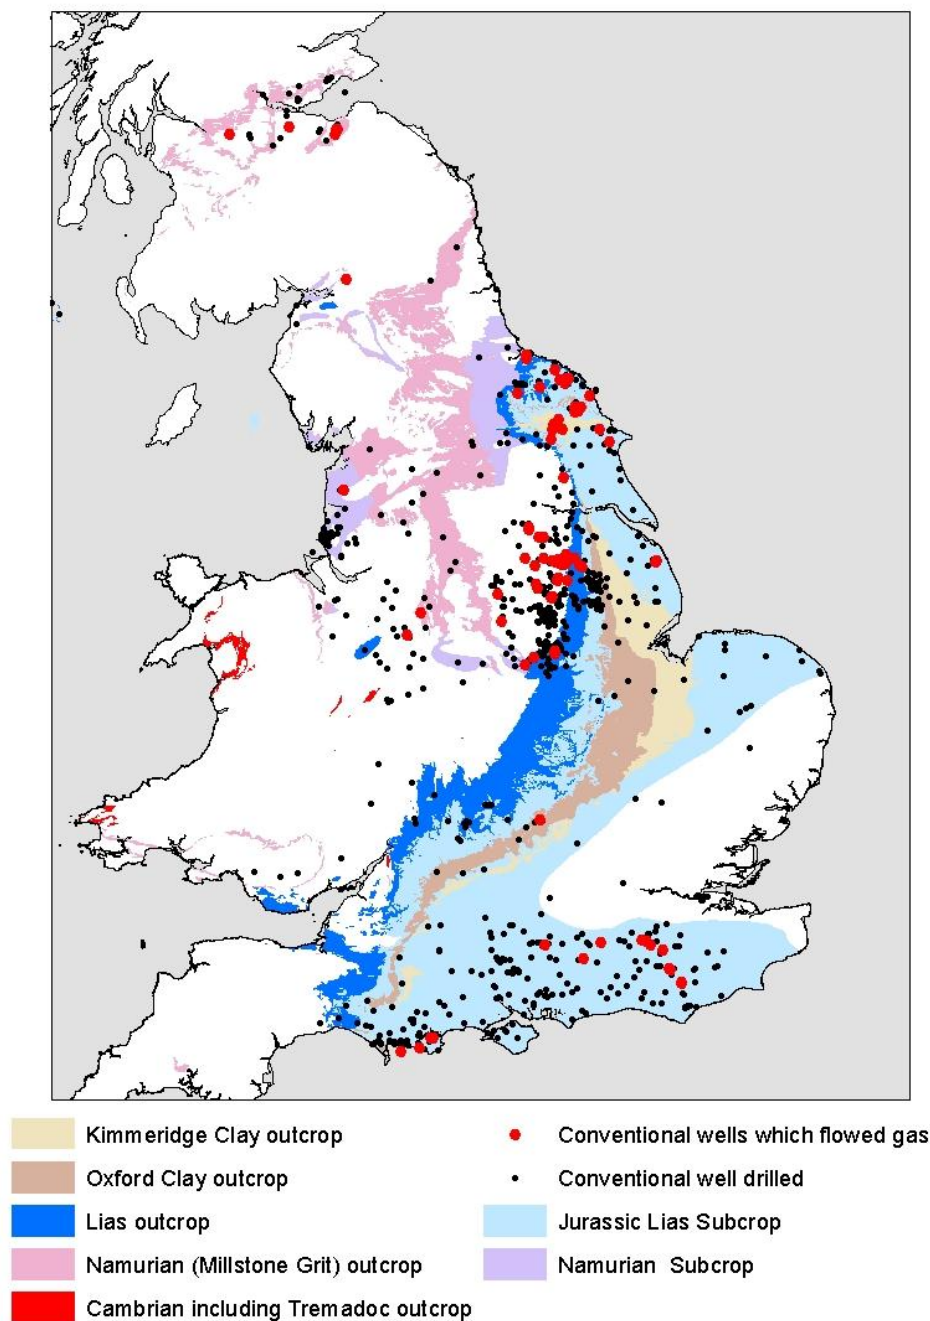 Kimmeridge Clay outcrop
Oxford Clay outcrop
Lias outcrop
Namurian (Millstone Grit) outcrop
Cambrian including Tremadoc outcrop
Conventional wells which flowed gas
Conventional well drilled
Jurassic Lias Subcrop
Namurian Subcrop